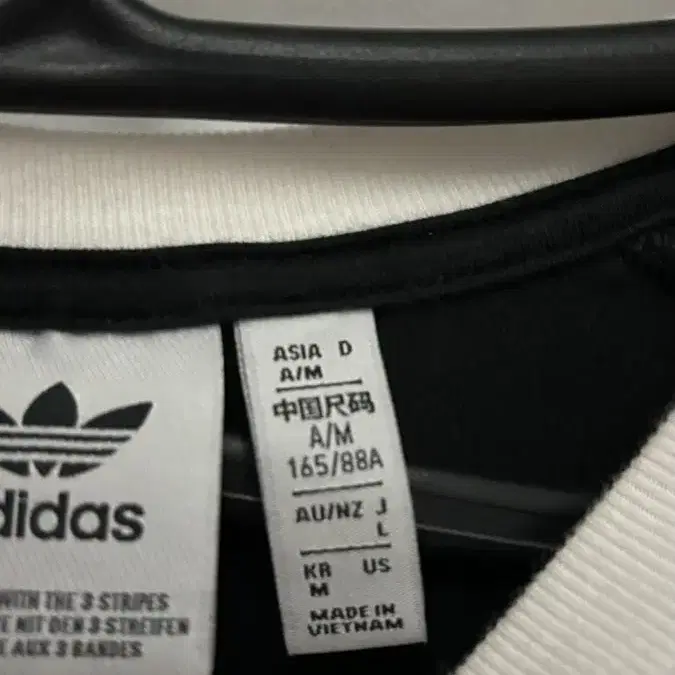 adidas
WITH THE 3 STRIPES
MIT DEN 3 STREIFEN
AUX 3 BANDES
ASIA D
A/M
中国尺码
A/M
165/88A
AU/NZ J
L
KR US
M
MADE IN
VIETNAM